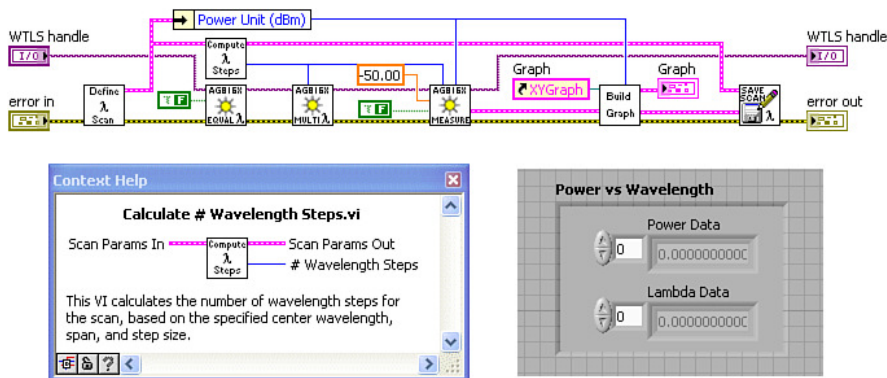 Power Unit (dBm)
WTLS handle
I/O
Compute
λ
Steps
-50.00
Graph
XYGraph
Graph
WTLS handle
I/O
error in
Define
λ
Scan
T F
AGB16X
EQUAL λ
AGB16X
MULTI λ
T F
AGB16X
MEASURE
Build
Graph
SAVE
SCAN
λ
error out
Context Help
Calculate # Wavelength Steps.vi
Scan Params In
Compute
λ
Steps
Scan Params Out
# Wavelength Steps
This VI calculates the number of wavelength steps for
the scan, based on the specified center wavelength,
span, and step size.
?
Power vs Wavelength
Power Data
0
0.000000000C
Lambda Data
0
0.000000000C